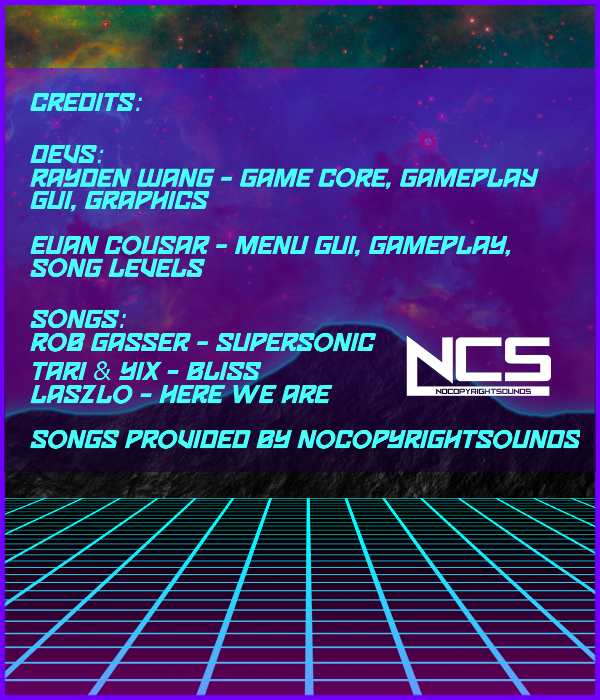 CREDITS:
DEVS:
RAYDEN WANG - GAME CORE, GAMEPLAY
GUI, GRAPHICS
EUAN COUSAR - MENU GUI, GAMEPLAY,
SONG LEVELS
SONGS:
ROB GASSER - SUPERSONIC
TARI & YIX - BLISS
LASZLO - HERE WE ARE
NCS
NOCOPYRIGHTSOUNDS
SONGS PROVIDED BY NOCOPYRIGHTSOUNDS